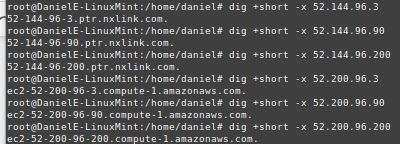 root@DanielE-LinuxMint:/home/daniel# dig +short -x 52.144.96.3
52-144-96-3.ptr.nxlink.com.
root@DanielE-LinuxMint:/home/daniel# dig +short -x 52.144.96.90
52-144-96-90.ptr.nxlink.com.
root@DanielE-LinuxMint:/home/daniel# dig +short -x 52.144.96.200
52-144-96-200.ptr.nxlink.com.
root@DanielE-LinuxMint:/home/daniel# dig +short -x 52.200.96.3
ec2-52-200-96-3.compute-1.amazonaws.com.
root@DanielE-LinuxMint:/home/daniel# dig +short -x 52.200.96.90
ec2-52-200-96-90.compute-1.amazonaws.com.
root@DanielE-LinuxMint:/home/daniel# dig +short -x 52.200.96.200
ec2-52-200-96-200.compute-1.amazonaws.com.